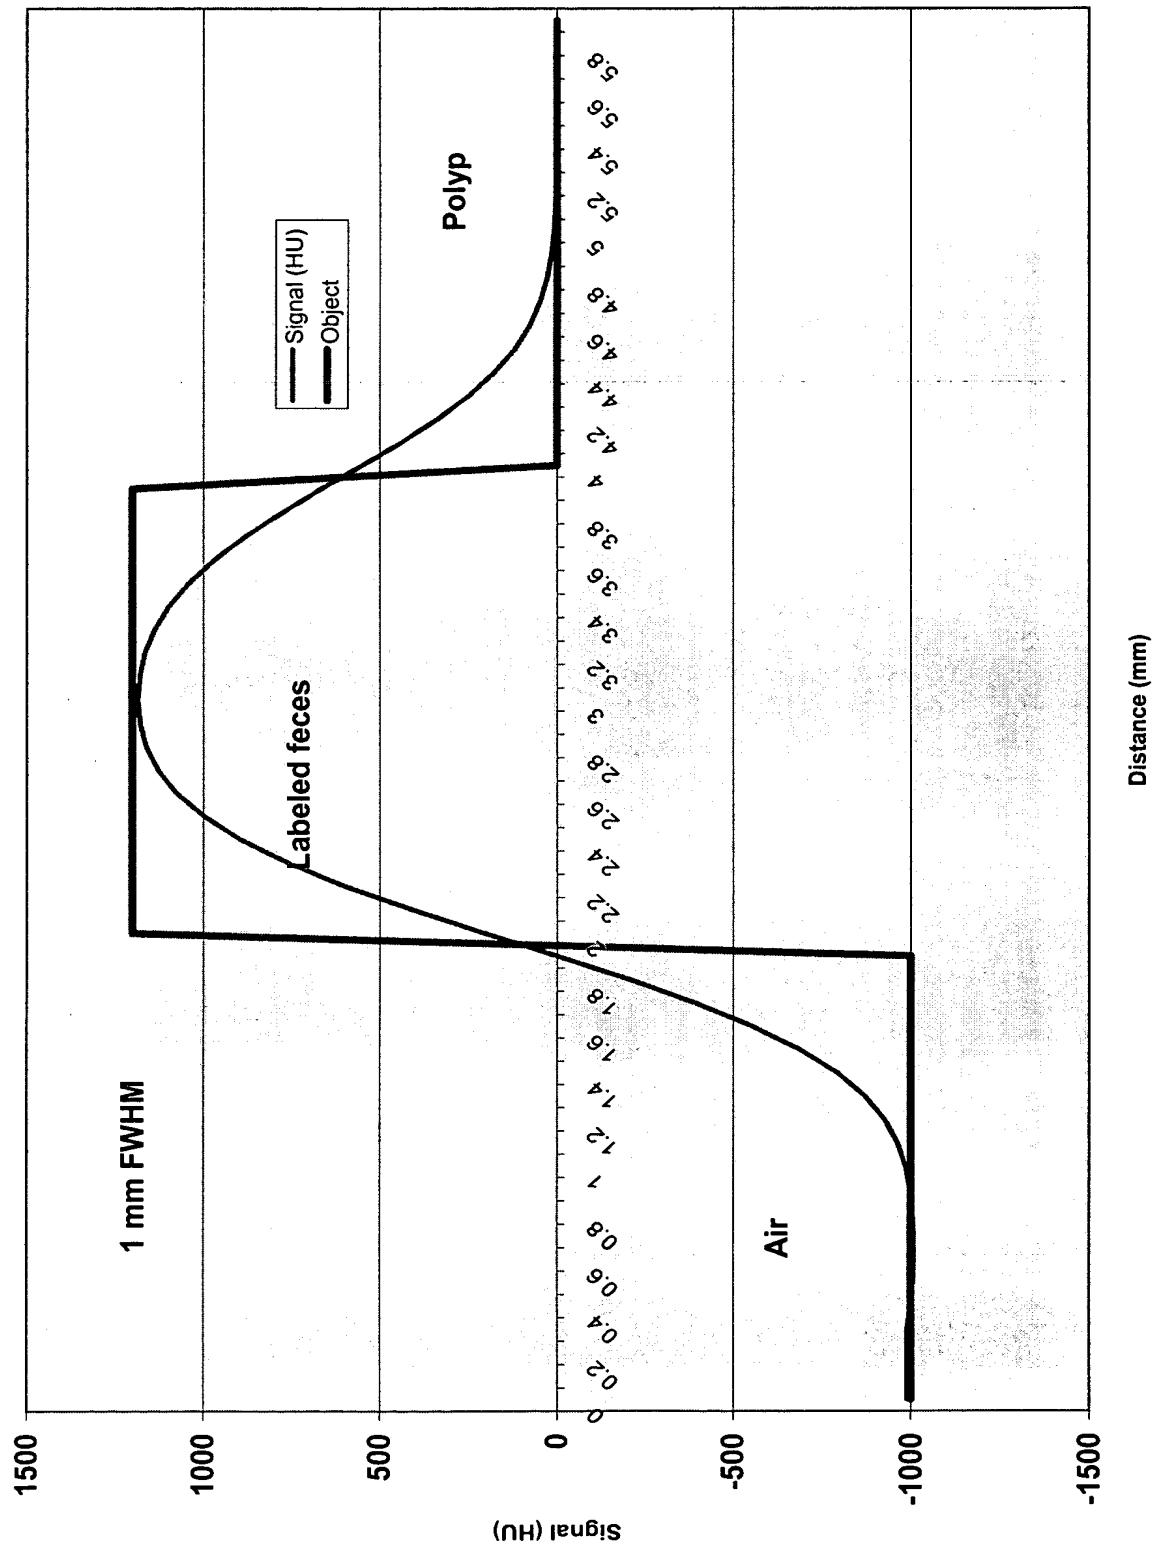 1 mm FWHM
1500
1000
500
0
-500
-1000
-1500
Signal (HU)
Labeled feces
Air
Polyp
Signal (HU)
Object
0 0.2 0.4 0.6 0.8 1 1.2 1.4 1.6 1.8 2 2.2 2.4 2.6 2.8 3 3.2 3.4 3.6 3.8 4 4.2 4.4 4.6 4.8 5 5.2 5.4 5.6 5.8
Distance (mm)